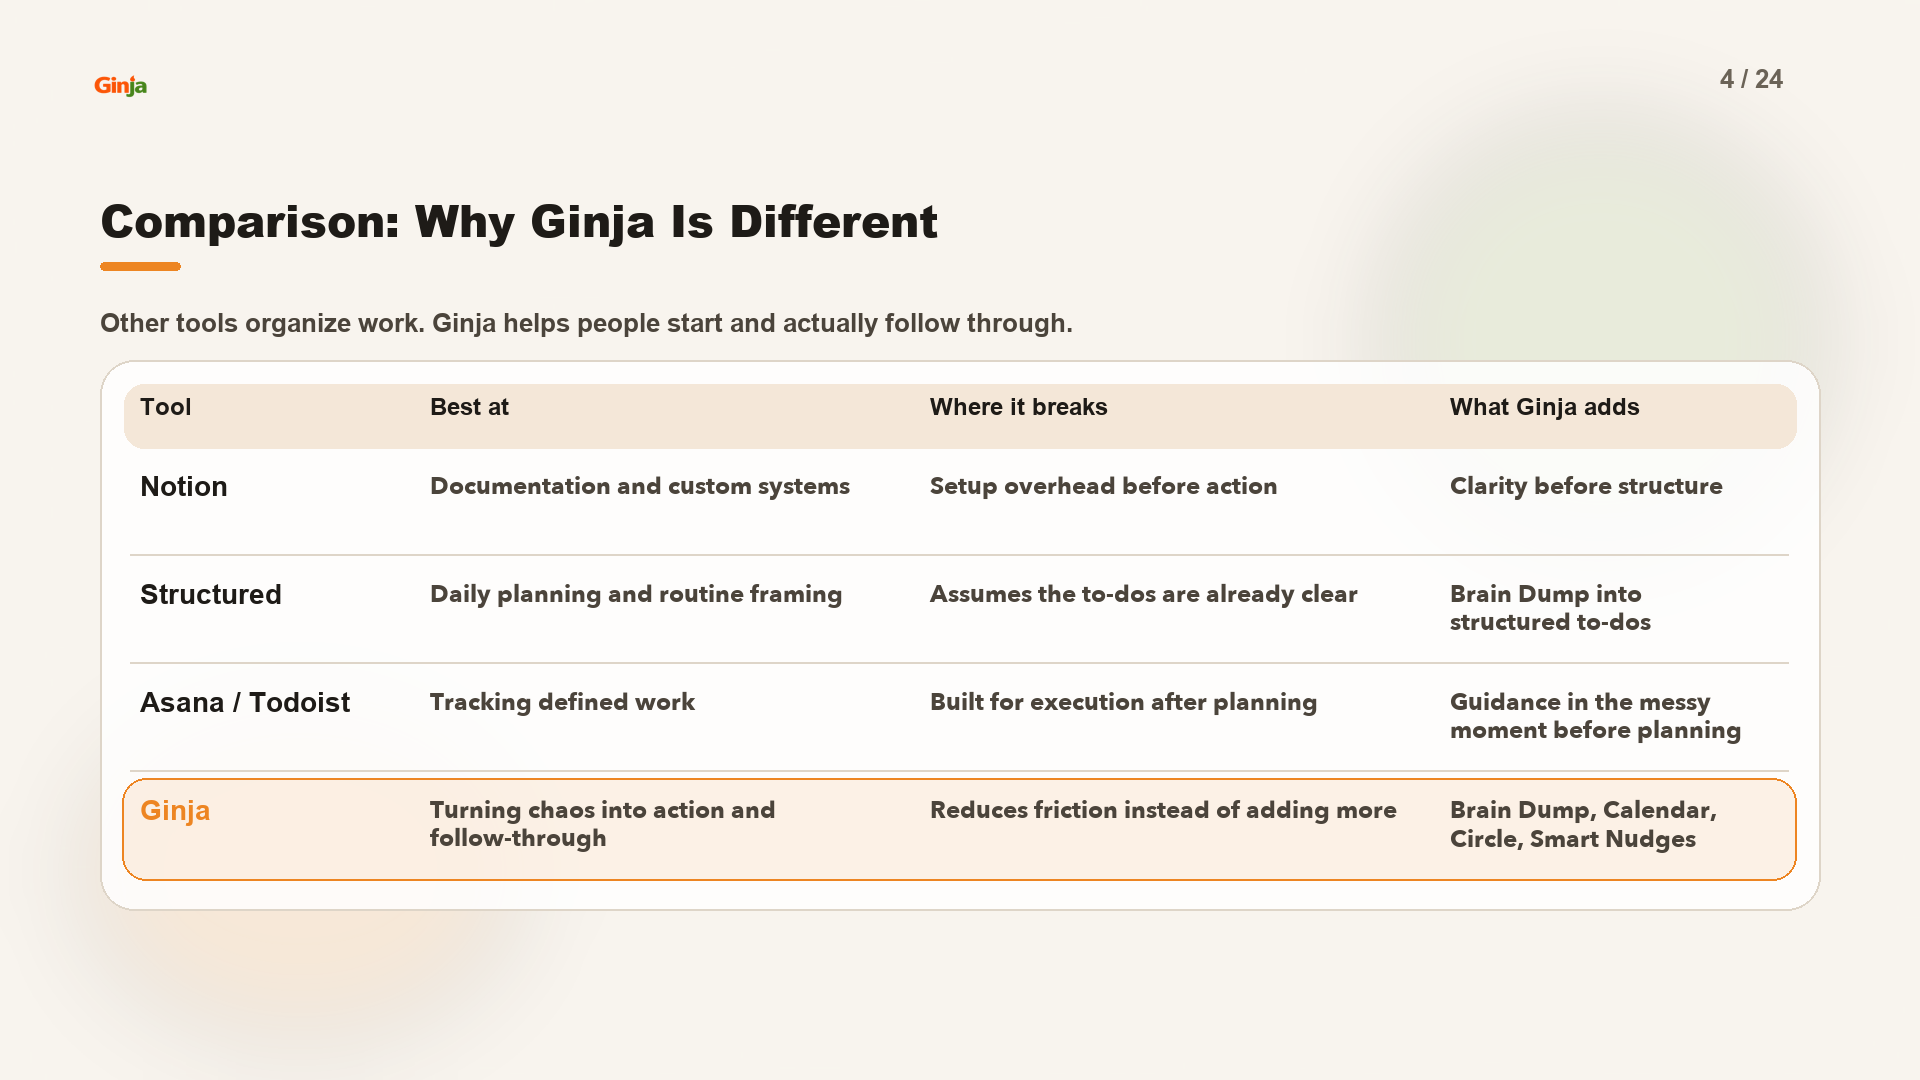 Ginja
4 / 24
Comparison: Why Ginja Is Different
Other tools organize work. Ginja helps people start and actually follow through.
Tool
Best at
Where it breaks
What Ginja adds
Notion
Documentation and custom systems
Setup overhead before action
Clarity before structure
Structured
Daily planning and routine framing
Assumes the to-dos are already clear
Brain Dump into
structured to-dos
Asana / Todoist
Tracking defined work
Built for execution after planning
Guidance in the messy
moment before planning
Ginja
Turning chaos into action and
follow-through
Reduces friction instead of adding more
Brain Dump, Calendar,
Circle, Smart Nudges